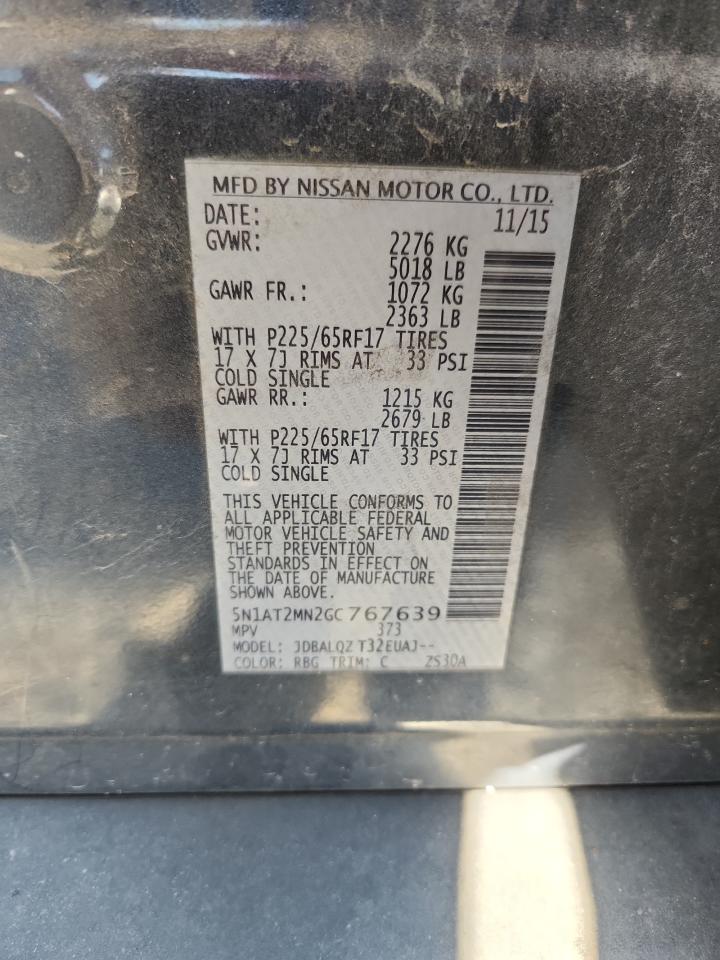 MFD BY NISSAN MOTOR CO., LTD.
DATE: 11/15
GVWR: 2276 KG
5018 LB
GAWR FR.: 1072 KG
2363 LB
WITH P225/65RF17 TIRES
17 X 7J RIMS AT 33 PSI
COLD SINGLE
GAWR RR.: 1215 KG
2679 LB
WITH P225/65RF17 TIRES
17 X 7J RIMS AT 33 PSI
COLD SINGLE
THIS VEHICLE CONFORMS TO
ALL APPLICABLE FEDERAL
MOTOR VEHICLE SAFETY AND
THEFT PREVENTION
STANDARDS IN EFFECT ON
THE DATE OF MANUFACTURE
SHOWN ABOVE.
5N1AT2MN2GC767639
MPV 373
MODEL: JDBALQZ T32EUAJ--
COLOR: RBG TRIM: C ZS30A